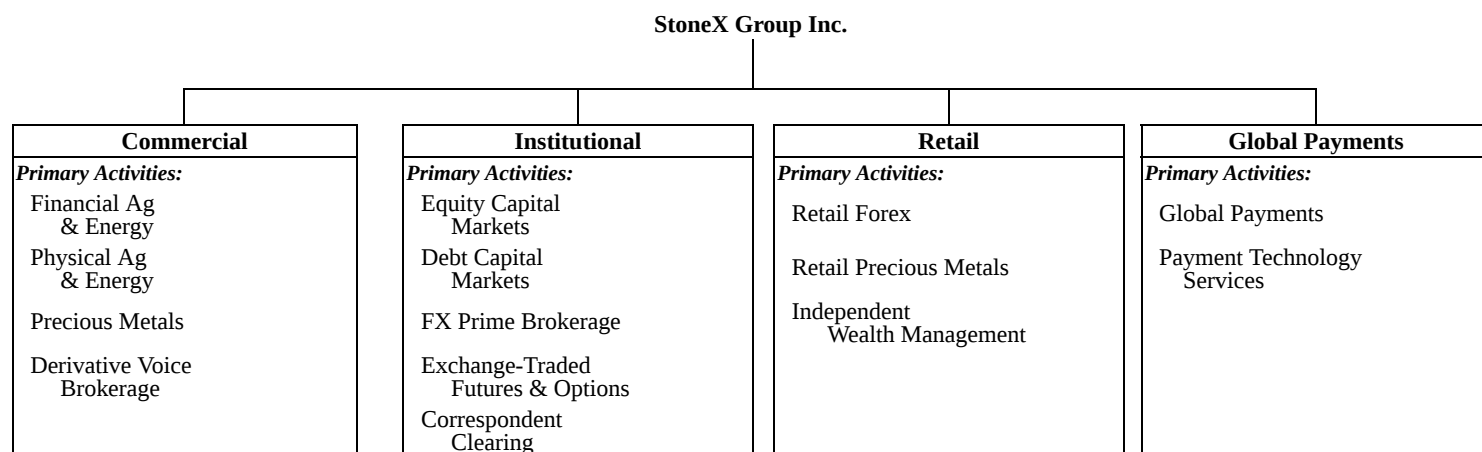 StoneX Group Inc.
Commercial
Primary Activities:
Financial Ag
& Energy
Physical Ag
& Energy
Precious Metals
Derivative Voice
Brokerage
Institutional
Primary Activities:
Equity Capital
Markets
Debt Capital
Markets
FX Prime Brokerage
Exchange-Traded
Futures & Options
Correspondent
Clearing
Retail
Primary Activities:
Retail Forex
Retail Precious Metals
Independent
Wealth Management
Global Payments
Primary Activities:
Global Payments
Payment Technology
Services